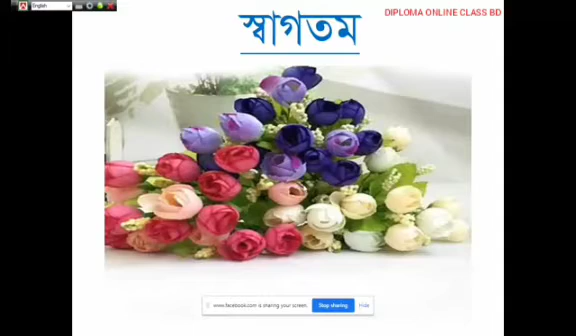 English
DIPLOMA ONLINE CLASS BD
স্বাগতম
www.facebook.com is sharing your screen.
Stop sharing
Hide